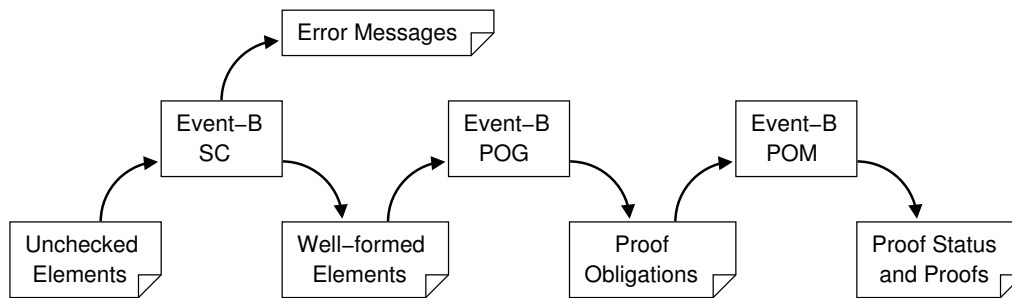 Error Messages
Event−B
SC
Event−B
POG
Event−B
POM
Unchecked
Elements
Well−formed
Elements
Proof
Obligations
Proof Status
and Proofs